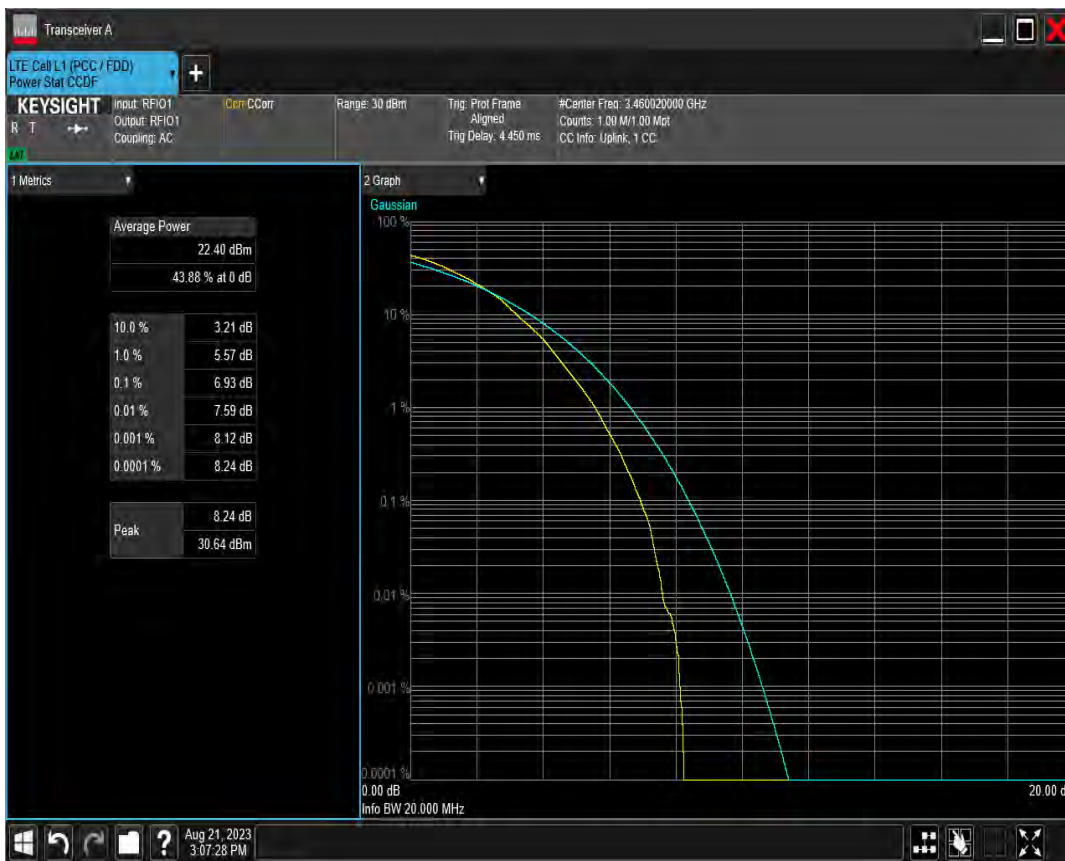 Transceiver A
LTE Cell L1 (PCC / FDD)
Power Stat CCDF
+
KEYSIGHT
R T
LXI
Input: RFIO1
Output: RFIO1
Coupling: AC
Corr CCorr
Range: 30 dBm
Trig: Prot Frame
Aligned
Trig Delay: 4.450 ms
#Center Freq: 3.460020000 GHz
Counts: 1.00 M/1.00 Mpt
CC Info: Uplink, 1 CC
1 Metrics
Average Power
22.40 dBm
43.88 % at 0 dB
10.0 % 3.21 dB
1.0 % 5.57 dB
0.1 % 6.93 dB
0.01 % 7.59 dB
0.001 % 8.12 dB
0.0001 % 8.24 dB
Peak
8.24 dB
30.64 dBm
2 Graph
Gaussian
100 %
10 %
1 %
0.1 %
0.01 %
0.001 %
0.0001 %
0.00 dB
20.00 d
Info BW 20.000 MHz
?
Aug 21, 2023
3:07:28 PM